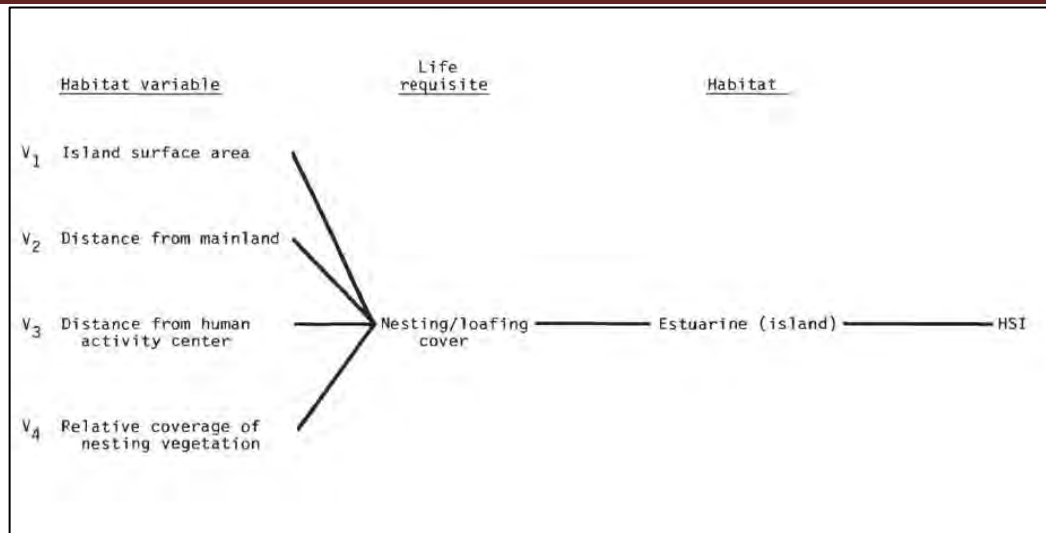 Habitat variable
Life
requisite
Habitat
V1 Island surface area
V2 Distance from mainland
V3 Distance from human
activity center
Nesting/loafing
cover
Estuarine (island)
HSI
V4 Relative coverage of
nesting vegetation